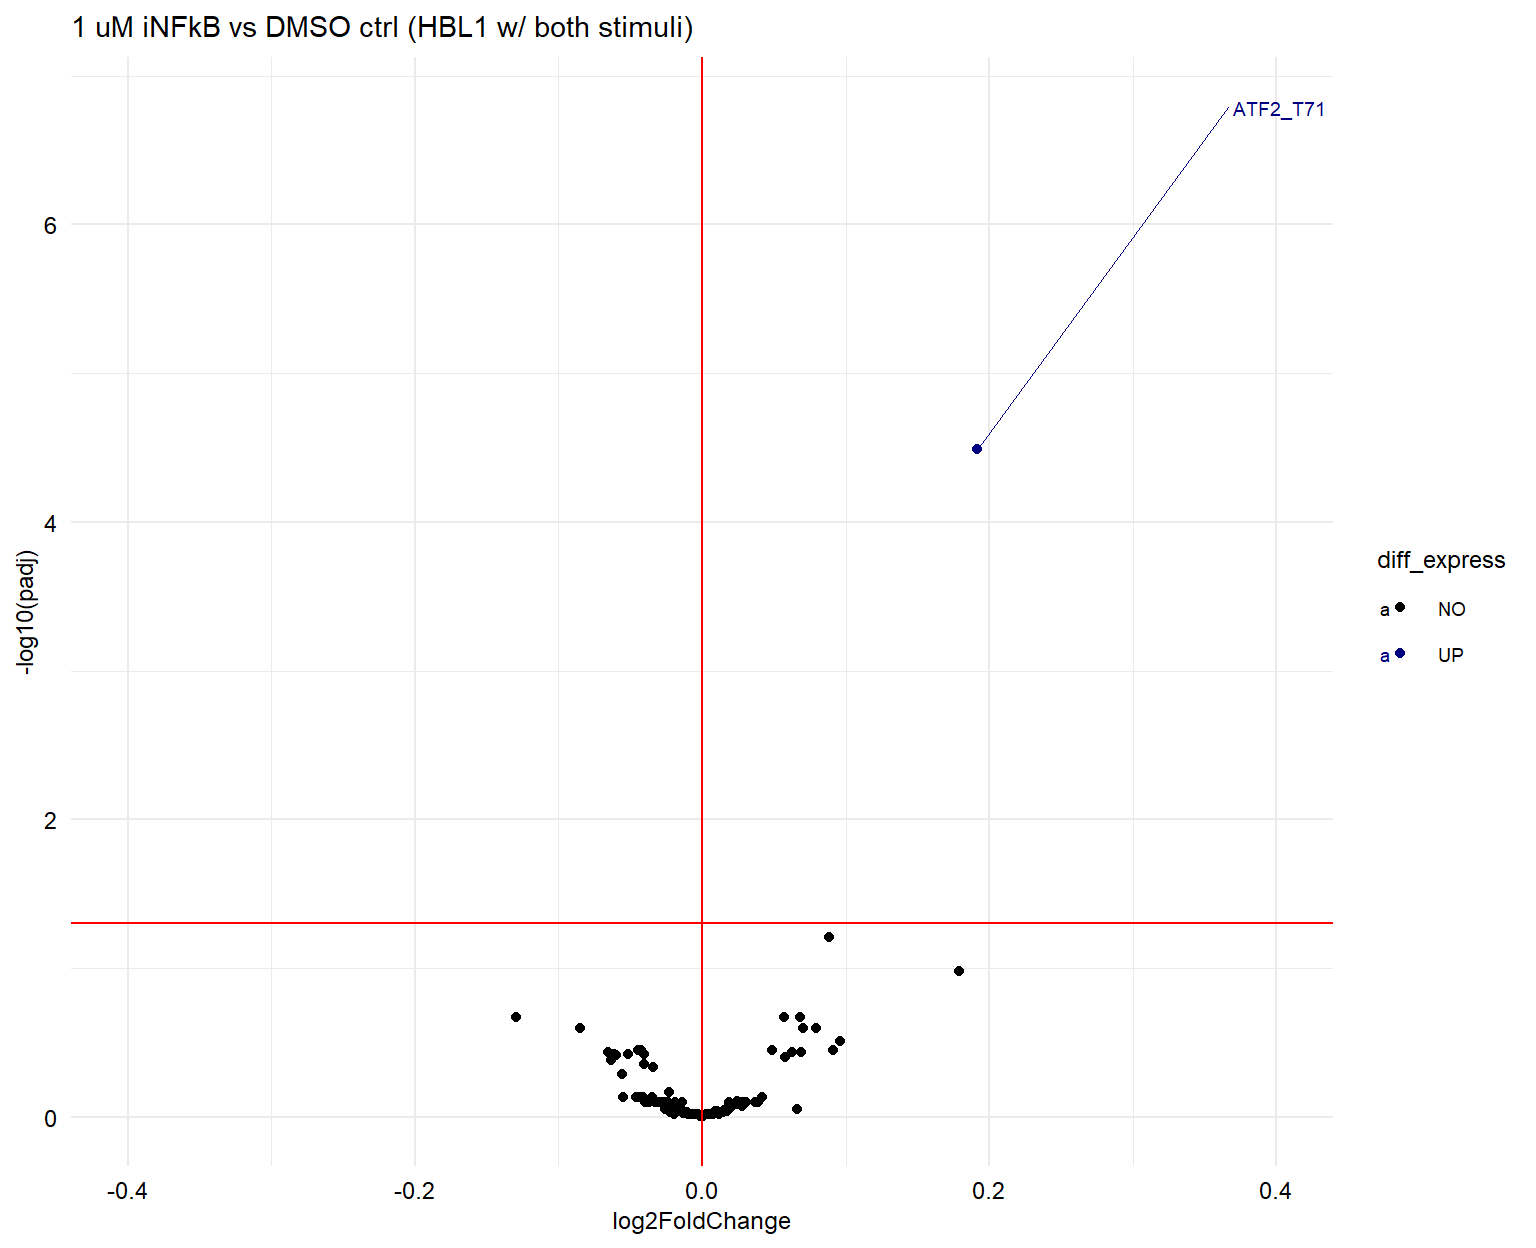 1 uM iNFkB vs DMSO ctrl (HBL1 w/ both stimuli)
ATF2_T71
6
4
2
0
-log10(padj)
-0.4
-0.2
0.0
0.2
0.4
log2FoldChange
diff_express
a NO
a UP